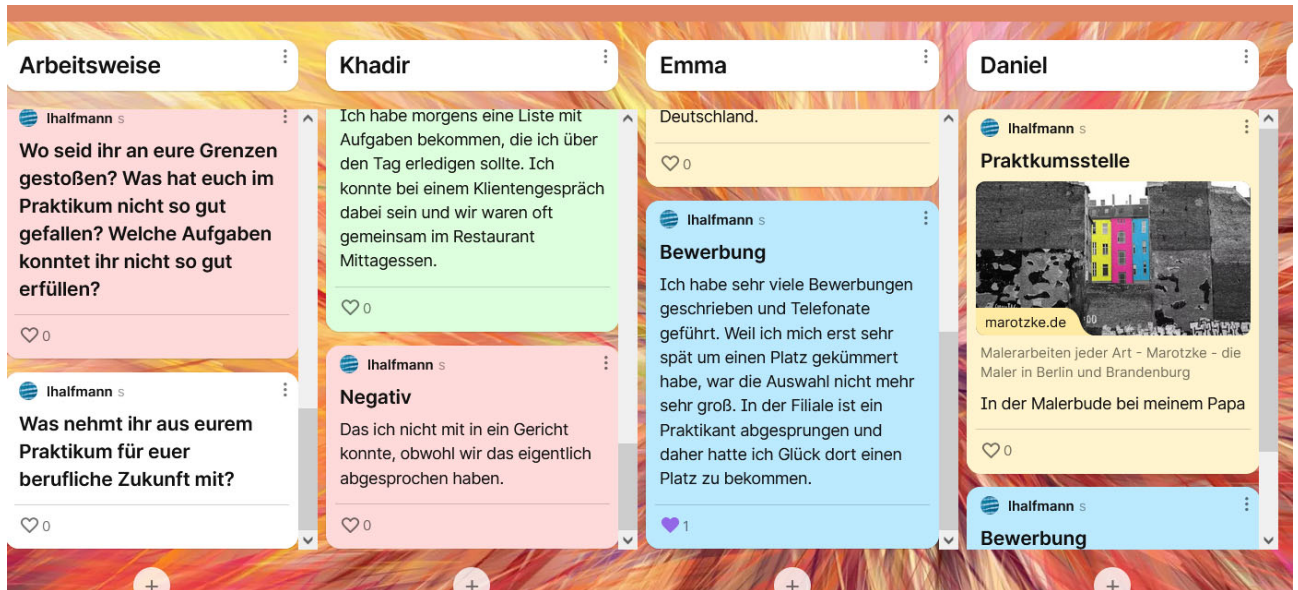 Arbeitsweise
lhalfmann s
Wo seid ihr an eure Grenzen
gestoßen? Was hat euch im
Praktikum nicht so gut
gefallen? Welche Aufgaben
konntet ihr nicht so gut
erfüllen?
0
lhalfmann s
Was nehmt ihr aus eurem
Praktikum für euer
berufliche Zukunft mit?
0
Khadir
Ich habe morgens eine Liste mit
Aufgaben bekommen, die ich über
den Tag erledigen sollte. Ich
konnte bei einem Klientengespräch
dabei sein und wir waren oft
gemeinsam im Restaurant
Mittagessen.
0
lhalfmann s
Negativ
Das ich nicht mit in ein Gericht
konnte, obwohl wir das eigentlich
abgesprochen haben.
0
Emma
Deutschland.
0
lhalfmann s
Bewerbung
Ich habe sehr viele Bewerbungen
geschrieben und Telefonate
geführt. Weil ich mich erst sehr
spät um einen Platz gekümmert
habe, war die Auswahl nicht mehr
sehr groß. In der Filiale ist ein
Praktikant abgesprungen und
daher hatte ich Glück dort einen
Platz zu bekommen.
1
Daniel
lhalfmann s
Praktkumsstelle
marotzke.de
Malerarbeiten jeder Art - Marotzke - die
Maler in Berlin und Brandenburg
In der Malerbude bei meinem Papa
0
lhalfmann s
Bewerbung